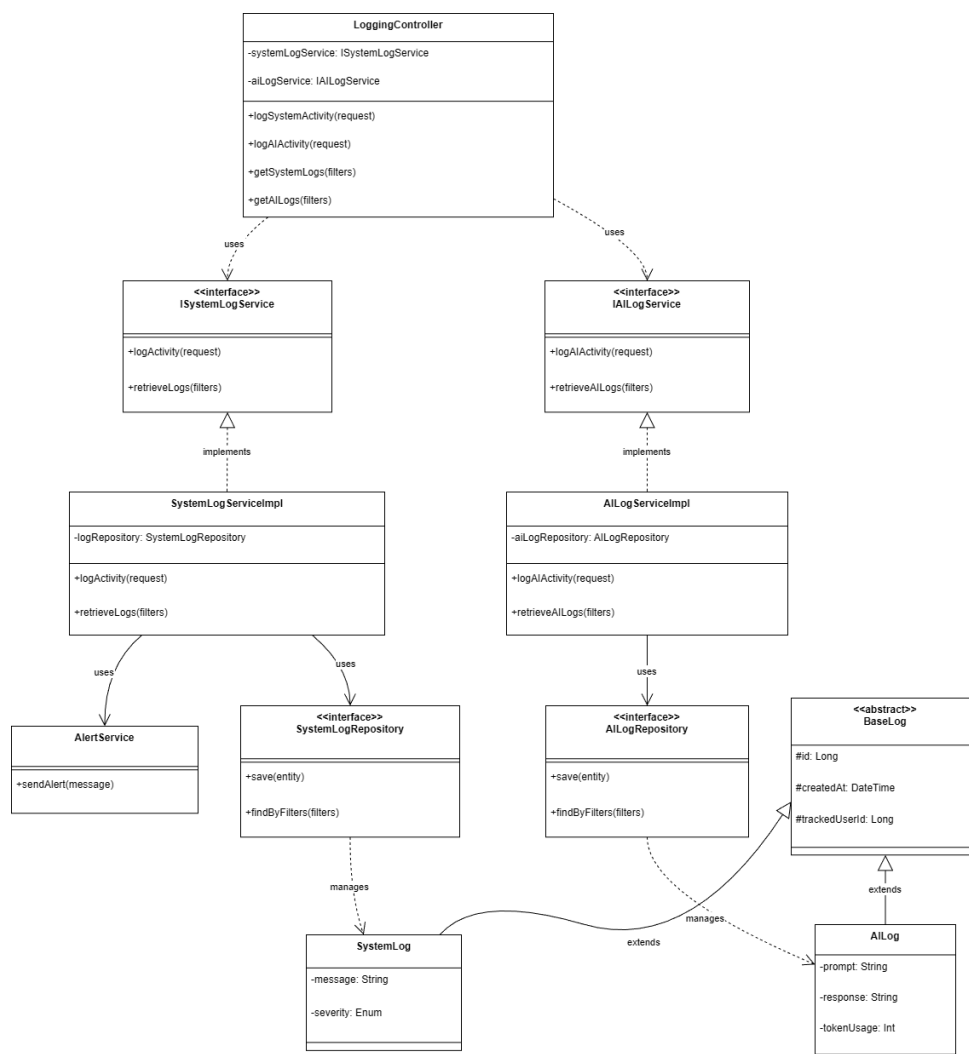 LoggingController
-systemLogService: ISystemLogService
-aiLogService: IAILogService
+logSystemActivity(request)
+logAIActivity(request)
+getSystemLogs(filters)
+getAILogs(filters)
uses
uses
<<interface>>
ISystemLogService
+logActivity(request)
+retrieveLogs(filters)
<<interface>>
IAILogService
+logAIActivity(request)
+retrieveAILogs(filters)
implements
implements
SystemLogServiceImpl
-logRepository: SystemLogRepository
+logActivity(request)
+retrieveLogs(filters)
AILogServiceImpl
-aiLogRepository: AILogRepository
+logAIActivity(request)
+retrieveAILogs(filters)
uses
uses
uses
AlertService
+sendAlert(message)
<<interface>>
SystemLogRepository
+save(entity)
+findByFilters(filters)
<<interface>>
AILogRepository
+save(entity)
+findByFilters(filters)
<<abstract>>
BaseLog
#id: Long
#createdAt: DateTime
#trackedUserId: Long
manages
manages
extends
extends
SystemLog
-message: String
-severity: Enum
AILog
-prompt: String
-response: String
-tokenUsage: Int